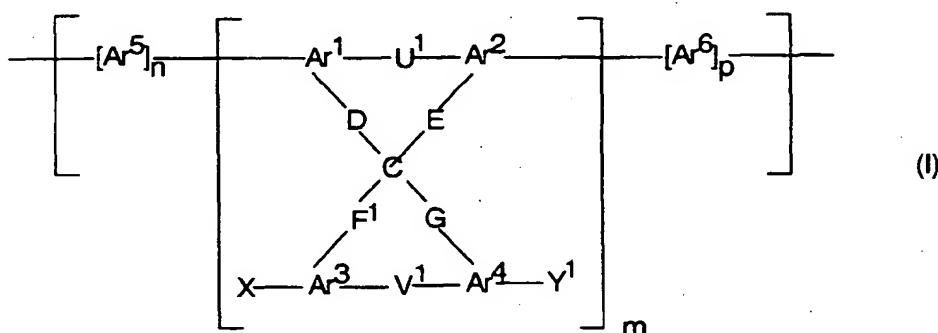 [Ar⁵]n Ar¹ U¹ Ar² [Ar⁶]p
D E
C (I)
F¹ G
X Ar³ V¹ Ar⁴ Y¹
m